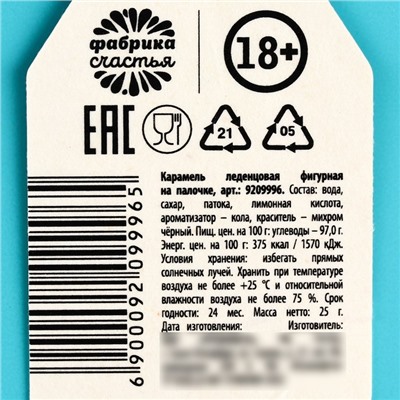 фабрика
счастья
18+
EAC
21
05
Карамель леденцовая фигурная
на палочке, арт.: 9209996. Состав: вода,
сахар, патока, лимонная кислота,
ароматизатор – кола, краситель – михром
чёрный. Пищ. цен. на 100 г: углеводы – 97,0 г.
Энерг. цен. на 100 г: 375 ккал / 1570 кДж.
Условия хранения: избегать прямых
солнечных лучей. Хранить при температуре
воздуха не более +25 °С и относительной
влажности воздуха не более 75 %. Срок
годности: 24 мес. Масса нетто: 25 г.
Дата изготовления: Изготовитель:
6 900092 099965